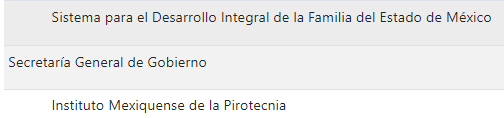 Sistema para el Desarrollo Integral de la Familia del Estado de México
Secretaría General de Gobierno
Instituto Mexiquense de la Pirotecnia